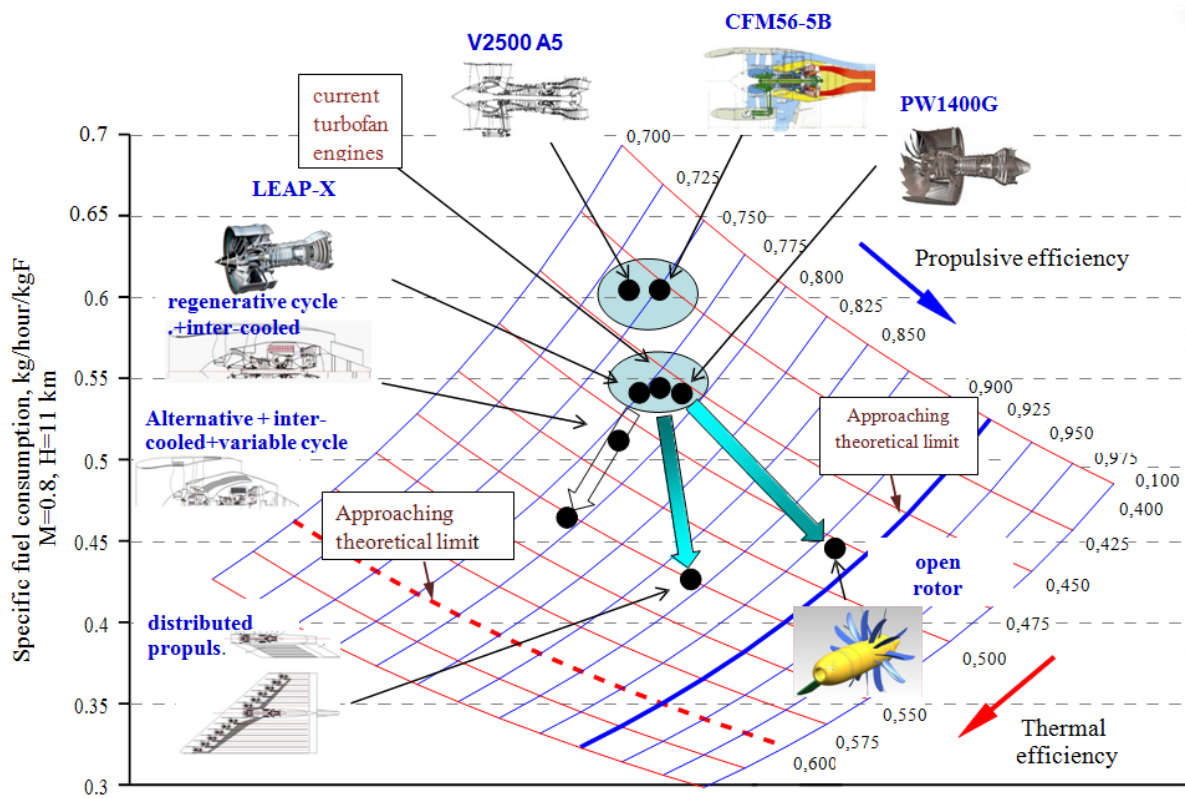 V2500 A5
CFM56-5B
PW1400G
current
turbofan
engines
LEAP-X
regenerative cycle
.+inter-cooled
Alternative + inter-
cooled+variable cycle
distributed
propuls.
Approaching
theoretical limit
Approaching
theoretical limit
open
rotor
Propulsive efficiency
Thermal
efficiency
Specific fuel consumption, kg/hour/kgF
M=0.8, H=11 km
0.7
0.65
0.6
0.55
0.5
0.45
0.4
0.35
0.3
0,700
0,725
0,750
0,775
0,800
0,825
0,850
0,900
0,925
0,950
0,975
0,100
0,400
0,425
0,450
0,475
0,500
0,550
0,575
0,600